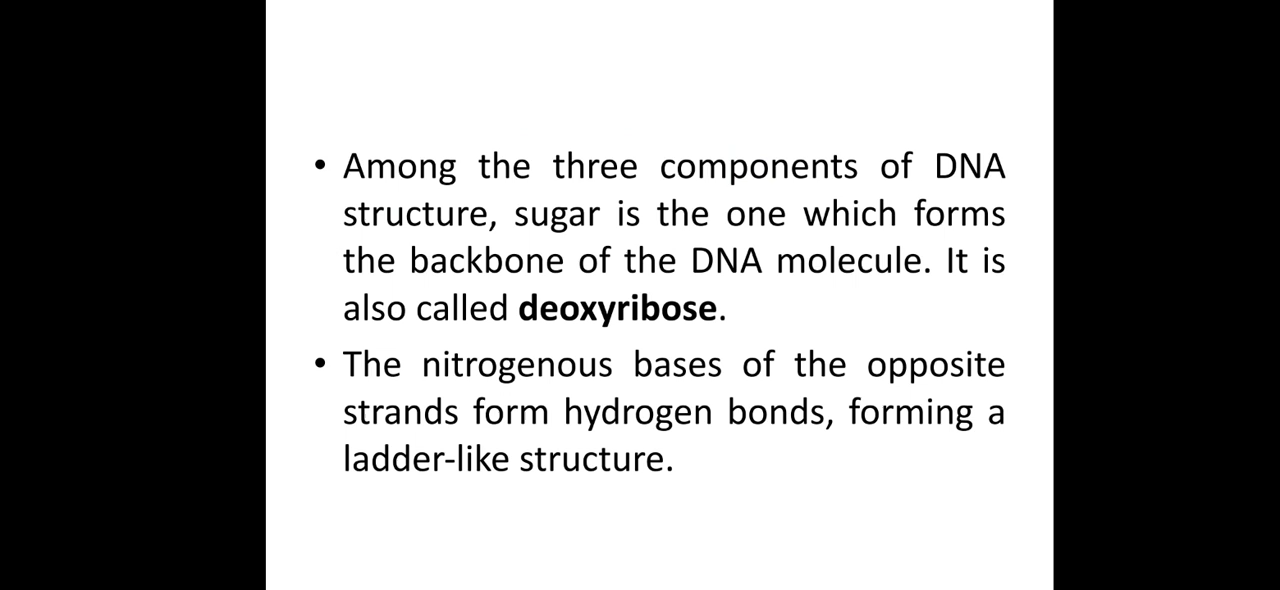 • Among the three components of DNA
structure, sugar is the one which forms
the backbone of the DNA molecule. It is
also called deoxyribose.
• The nitrogenous bases of the opposite
strands form hydrogen bonds, forming a
ladder-like structure.